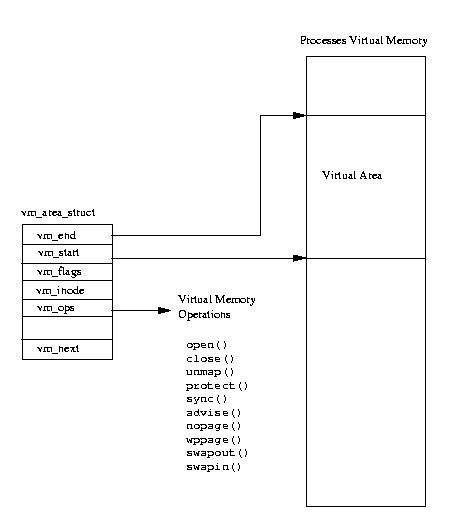 Processes Virtual Memory
Virtual Area
vm_area_struct
vm_end
vm_start
vm_flags
vm_inode
vm_ops
vm_next
Virtual Memory
Operations
open()
close()
unmap()
protect()
sync()
advise()
nopage()
wppage()
swapout()
swapin()